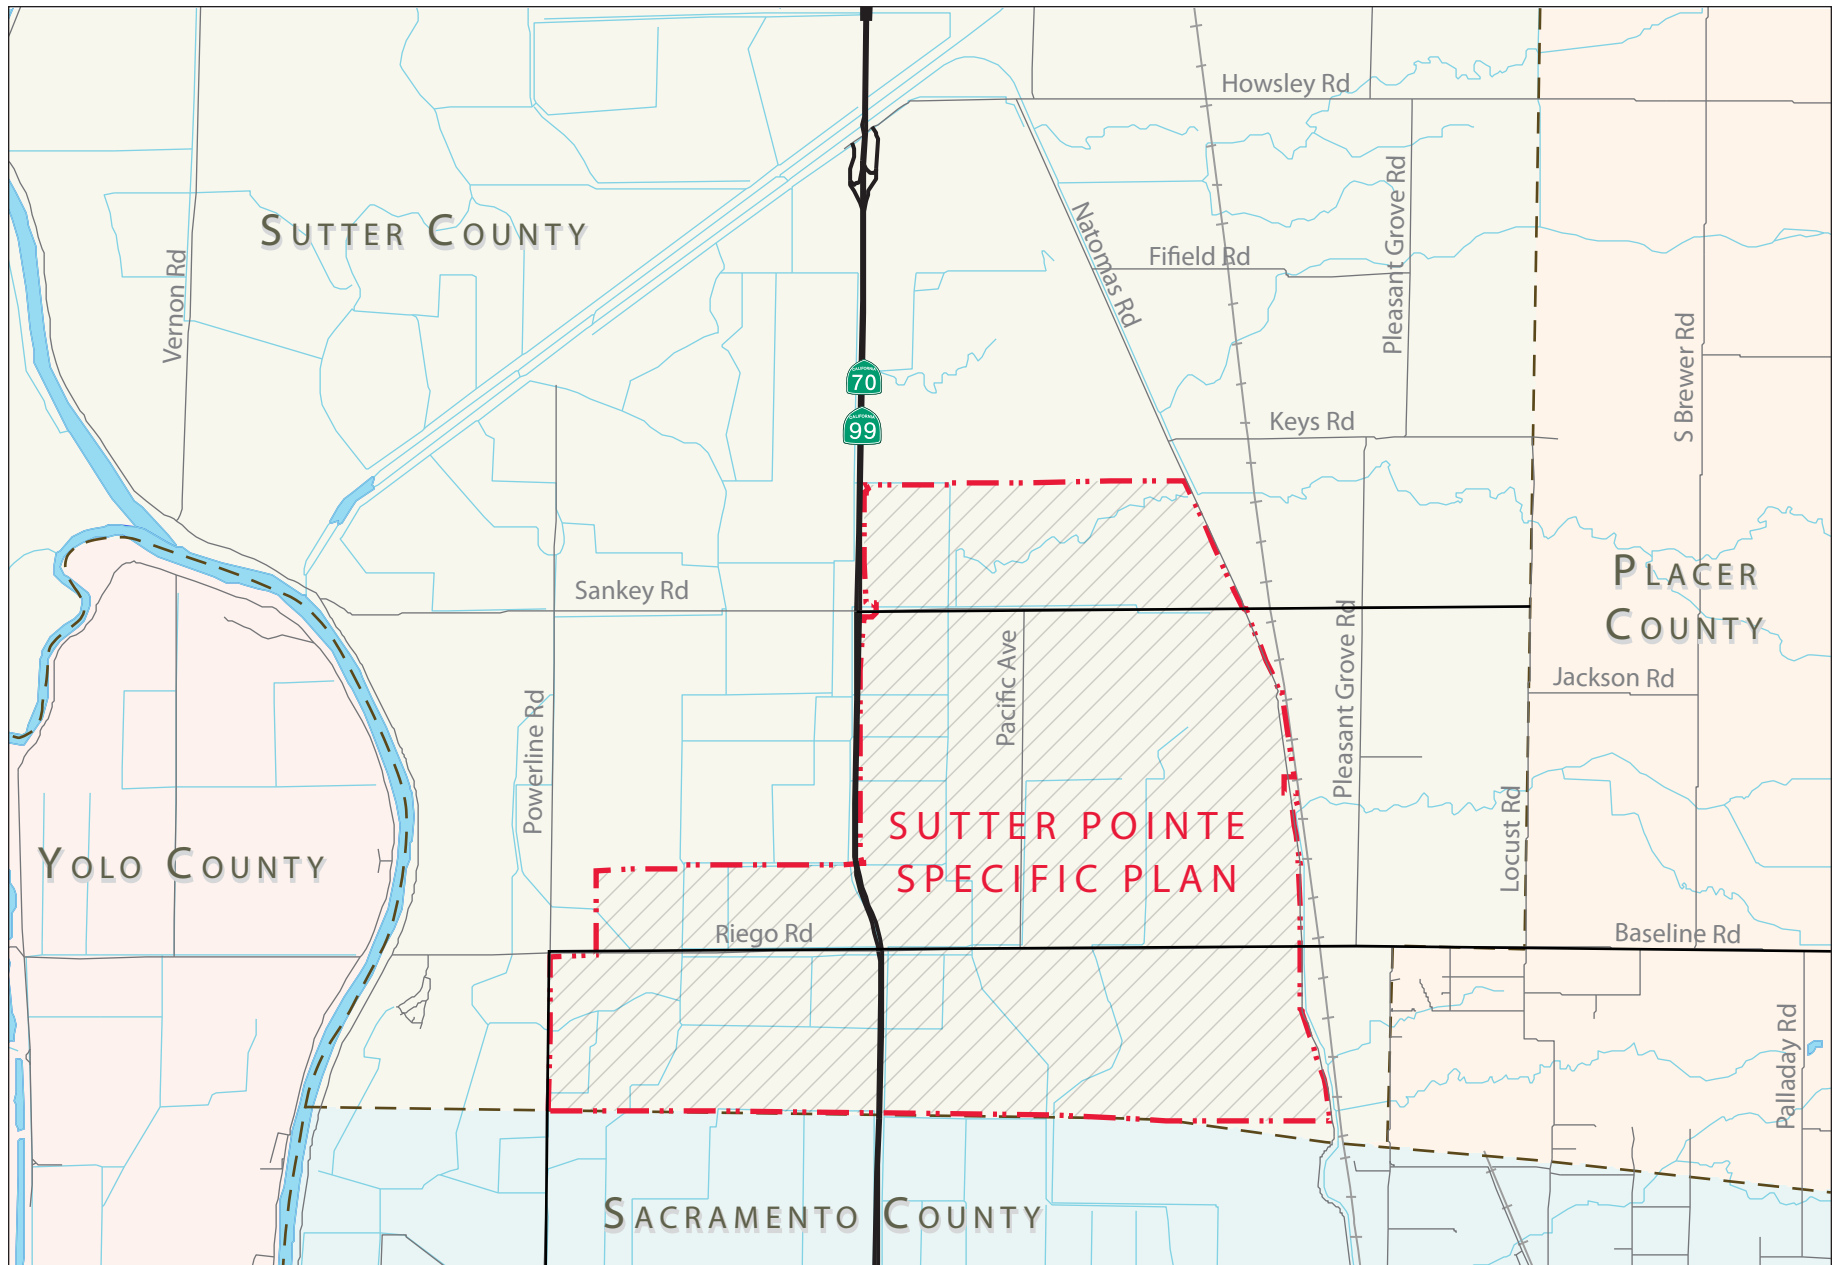 Howsley Rd
Pleasant Grove Rd
Natomas Rd
SUTTER COUNTY
Fifield Rd
Vernon Rd
S Brewer Rd
CALIFORNIA
70
CALIFORNIA
99
Keys Rd
PLACER
COUNTY
Sankey Rd
Pleasant Grove Rd
Pacific Ave
Jackson Rd
Powerline Rd
SUTTER POINTE
SPECIFIC PLAN
Locust Rd
YOLO COUNTY
Riego Rd
Baseline Rd
Palladay Rd
SACRAMENTO COUNTY